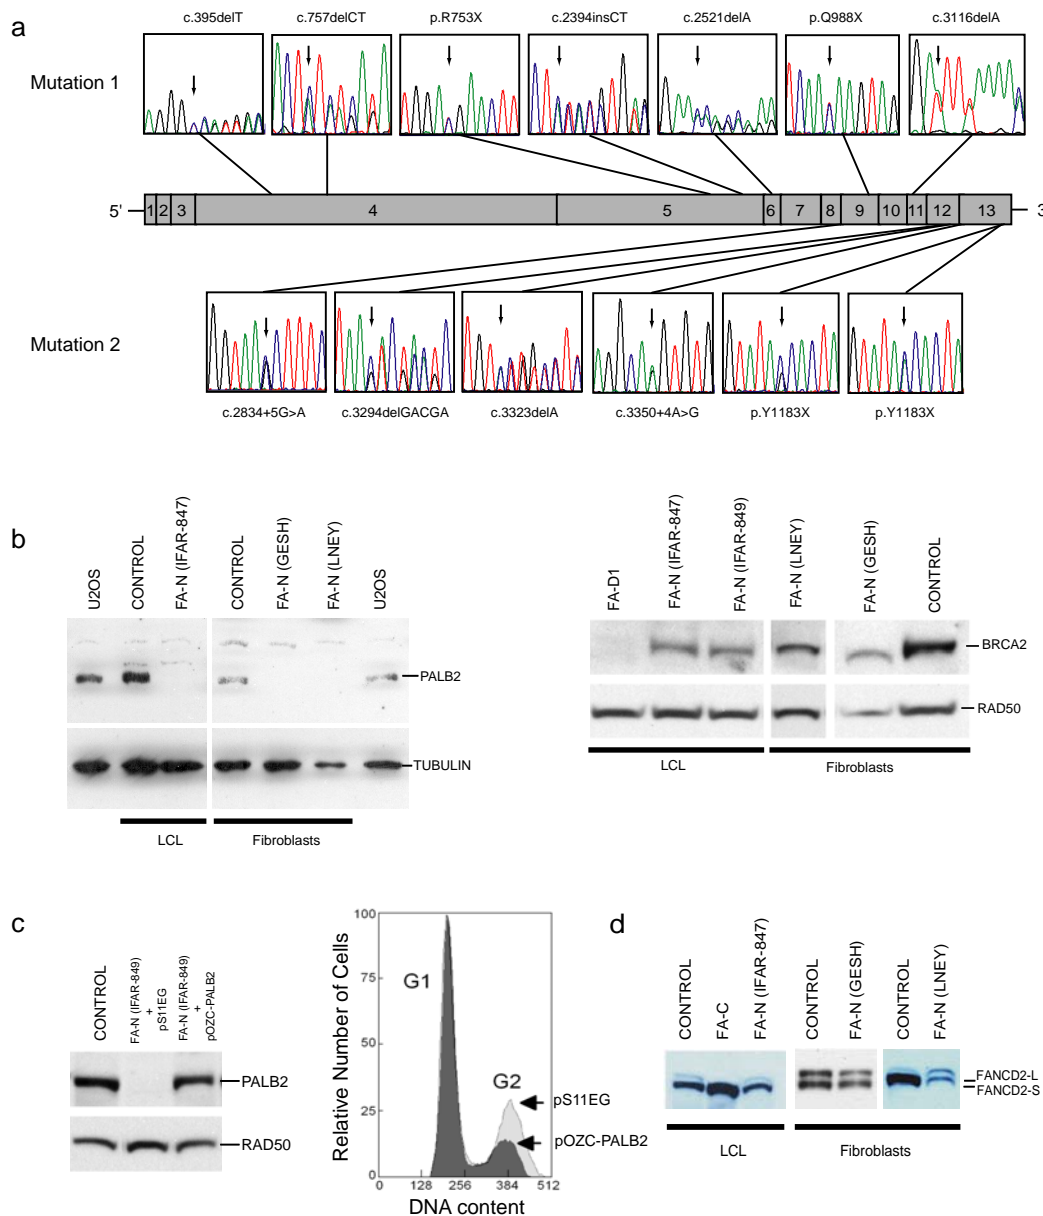 a
c.395delT c.757delCT p.R753X c.2394insCT c.2521delA p.Q988X c.3116delA
Mutation 1
5' 1 2 3 4 5 6 7 8 9 10 11 12 13 3
Mutation 2
c.2834+5G>A c.3294delGACGA c.3323delA c.3350+4A>G p.Y1183X p.Y1183X
b
U2OS CONTROL FA-N (IFAR-847) CONTROL FA-N (GESH) FA-N (LNEY) U2OS
PALB2
TUBULIN
LCL Fibroblasts
FA-D1 FA-N (IFAR-847) FA-N (IFAR-849) FA-N (LNEY) FA-N (GESH) CONTROL
BRCA2
RAD50
LCL Fibroblasts
c
CONTROL FA-N (IFAR-849) + pS11EG FA-N (IFAR-849) + pOZC-PALB2
PALB2
RAD50
Relative Number of Cells
100
75
50
25
0
G1
G2
pS11EG
pOZC-PALB2
0 128 256 384 512
DNA content
d
CONTROL FA-C FA-N (IFAR-847) CONTROL FA-N (GESH) CONTROL FA-N (LNEY)
FANCD2-L
FANCD2-S
LCL Fibroblasts